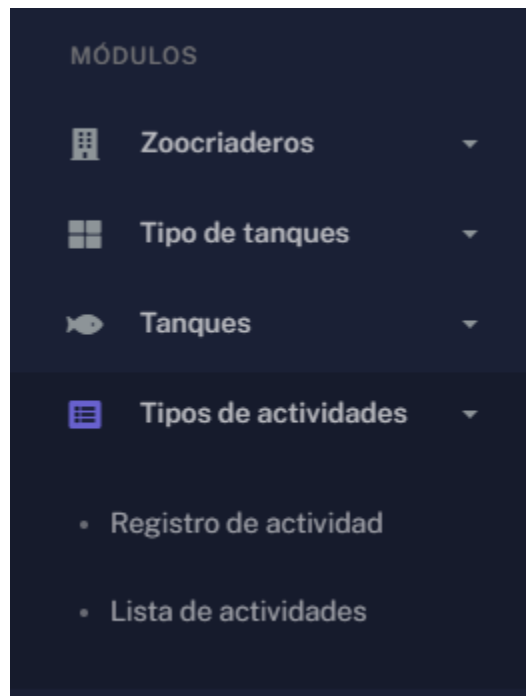 MÓDULOS
Zoocriaderos
Tipo de tanques
Tanques
Tipos de actividades
Registro de actividad
Lista de actividades